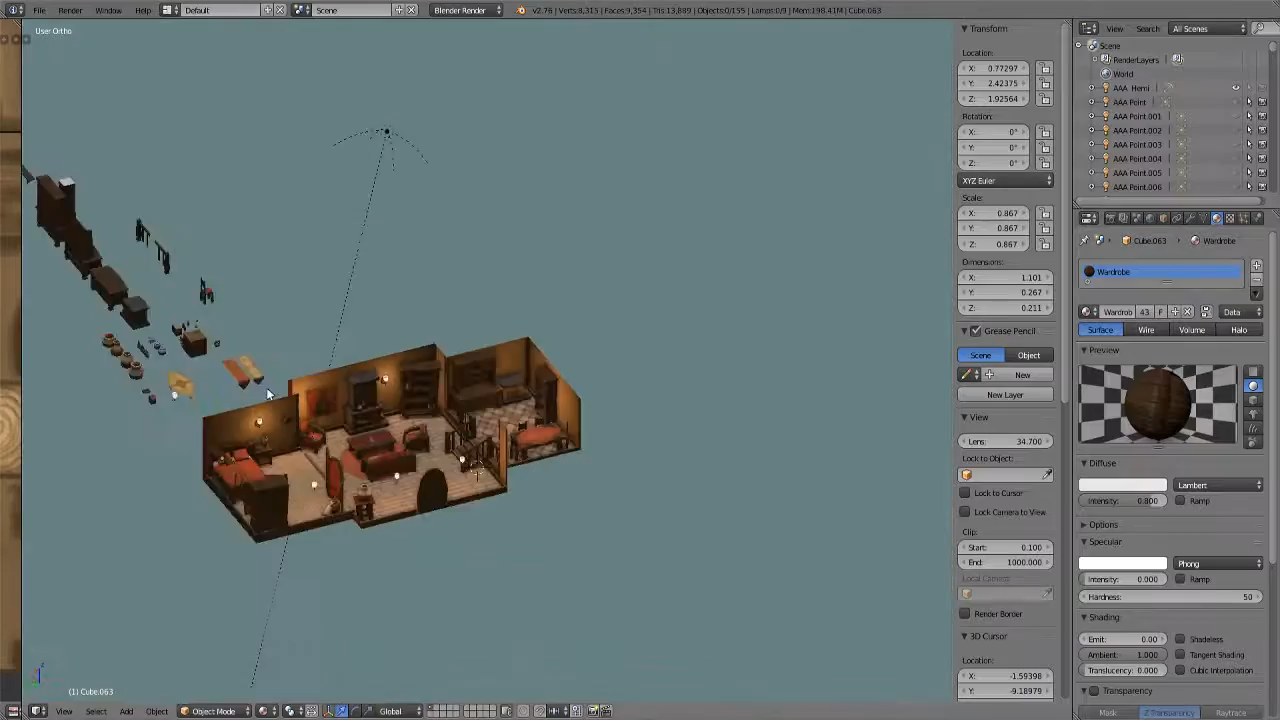 File Render Window Help Default Scene Blender Render v2.76 | Verts:8,315 | Faces:9,354 | Tris:13,889 | Objects:0/155 | Lamps:0/9 | Mem:198.41M | Cube.063
User Ortho
Transform
Location:
X: 0.77297
Y: 2.42375
Z: 1.92564
Rotation:
X: 0°
Y: 0°
Z: 0°
XYZ Euler
Scale:
X: 0.867
Y: 0.867
Z: 0.867
Dimensions:
X: 1.101
Y: 0.267
Z: 0.211
Grease Pencil
Scene Object
New
New Layer
View
Lens: 34.700
Lock to Object:
Lock to Cursor
Lock Camera to View
Clip:
Start: 0.100
End: 1000.000
Local Camera:
Render Border
3D Cursor
Location:
X: -1.59398
Y: -9.18979
View Search All Scenes
Scene
RenderLayers
World
AAA Hemi
AAA Point
AAA Point.001
AAA Point.002
AAA Point.003
AAA Point.004
AAA Point.005
AAA Point.006
Cube.063 Wardrobe
Wardrobe
Wardrob 43 F Data
Surface Wire Volume Halo
Preview
Diffuse
Lambert
Intensity: 0.800 Ramp
Options
Specular
Phong
Intensity: 0.000 Ramp
Hardness: 50
Shading
Emit: 0.00 Shadeless
Ambient: 1.000 Tangent Shading
Translucency: 0.000 Cubic Interpolation
Transparency
Mask Z Transparency Raytrace
(1) Cube.063
View Select Add Object Object Mode Global